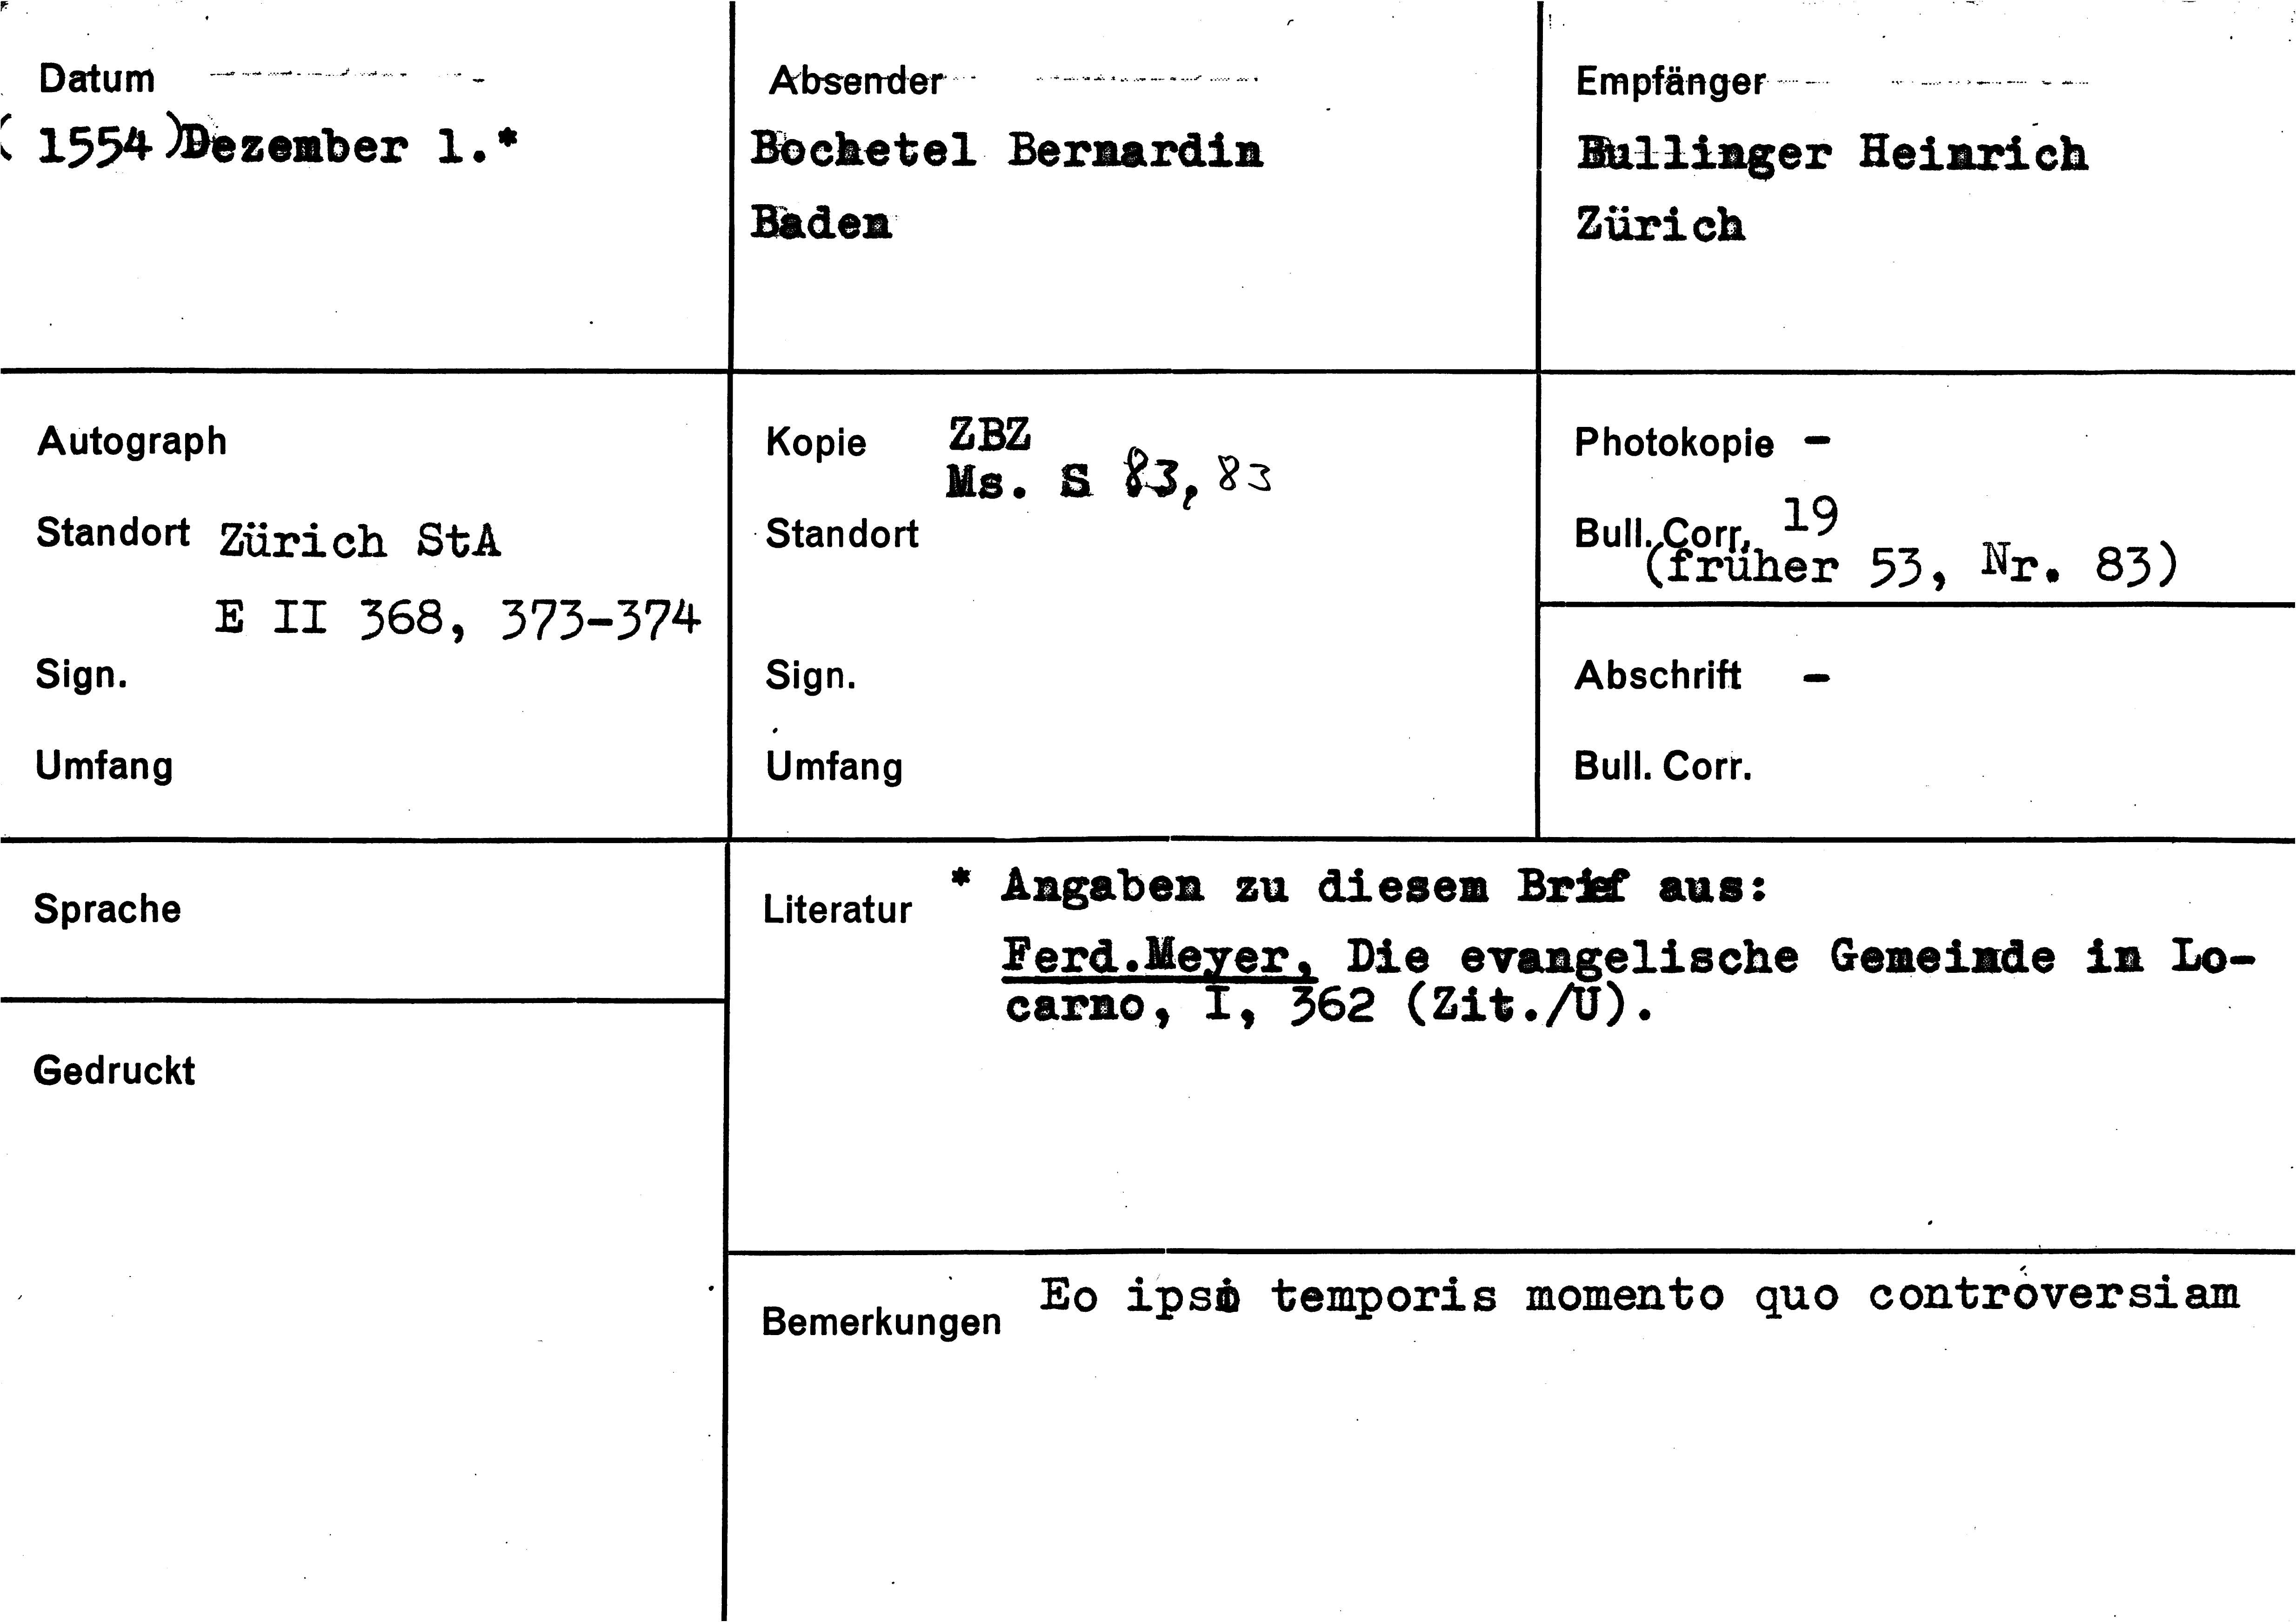 Datum
(1554)Dezember 1.*
Absender
Bochetel Bernardin
Baden
Empfänger
Bullinger Heinrich
Zürich
Autograph
Standort Zürich StA
E II 368, 373-374
Sign.
Umfang
Kopie ZBZ
Ms. S 83, 83
Standort
Sign.
Umfang
Photokopie -
Bull. Corr. 19
(früher 53, Nr. 83)
Abschrift -
Bull. Corr.
Sprache
Gedruckt
Literatur * Angaben zu diesem Brief aus:
Ferd.Meyer, Die evangelische Gemeinde in Lo-
carno, I, 362 (Zit./U).
Bemerkungen Eo ipso temporis momento quo controversiam